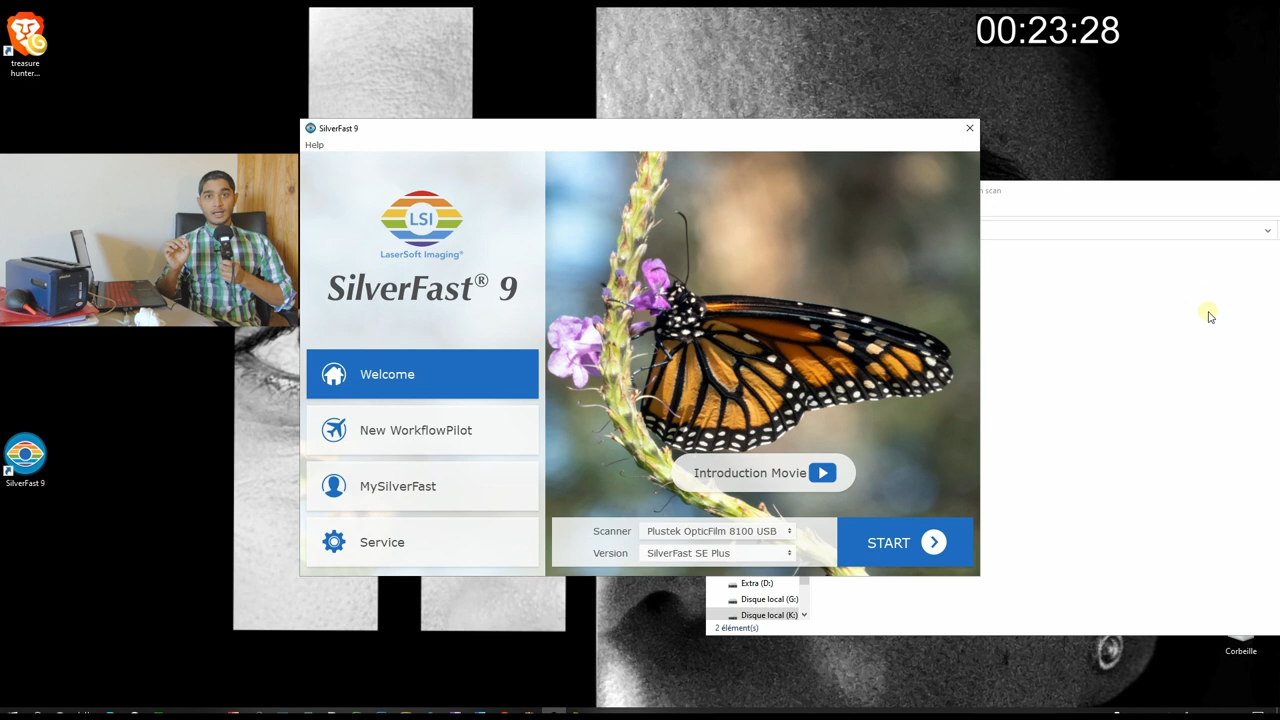 00:23:28
treasure
hunter...
SilverFast 9
Help
n scan
LSI
LaserSoft Imaging®
SilverFast® 9
Welcome
New WorkflowPilot
MySilverFast
Service
Introduction Movie
Scanner Plustek OpticFilm 8100 USB
Version SilverFast SE Plus
START
SilverFast 9
Extra (D:)
Disque local (G:)
Disque local (K:)
2 élément(s)
Corbeille